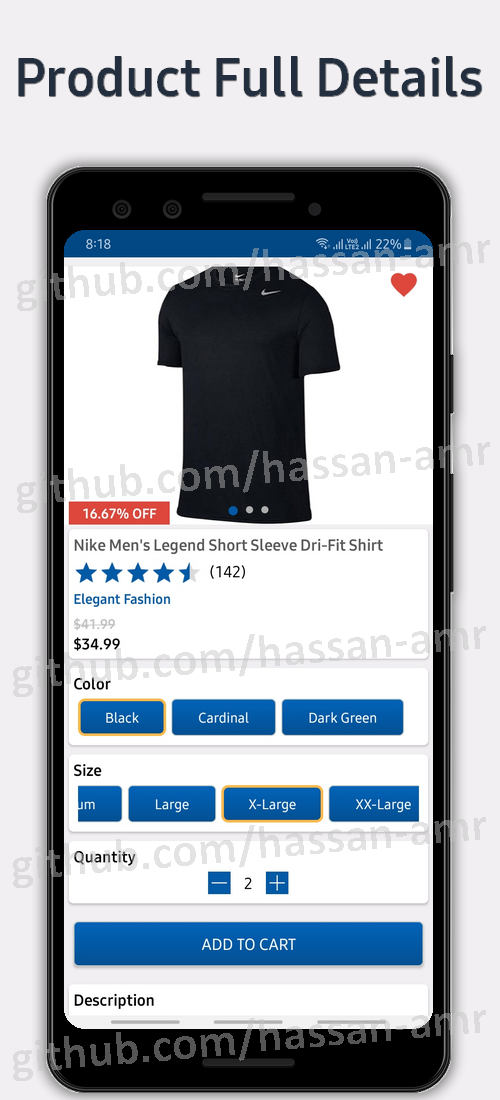 Product Full Details
8:18
Vo)) LTE2 22%
github.com/hassan-amr
github.com/hassan-amr
16.67% OFF
Nike Men's Legend Short Sleeve Dri-Fit Shirt
(142)
Elegant Fashion
$41.99
$34.99
github.com/hassan-amr
Color
Black Cardinal Dark Green
Size
um Large X-Large XX-Large
github.com/hassan-amr
Quantity
2
ADD TO CART
Description
github.com/hassan-amr